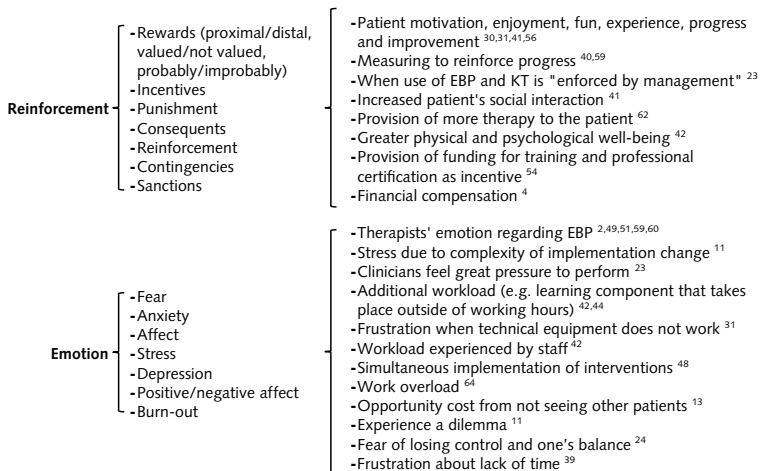 Reinforcement
-Rewards (proximal/distal,
valued/not valued,
probably/improbably)
-Incentives
-Punishment
-Consequents
-Reinforcement
-Contingencies
-Sanctions
-Patient motivation, enjoyment, fun, experience, progress
and improvement 30,31,41,56
-Measuring to reinforce progress 40,59
-When use of EBP and KT is "enforced by management" 23
-Increased patient's social interaction 41
-Provision of more therapy to the patient 62
-Greater physical and psychological well-being 42
-Provision of funding for training and professional
certification as incentive 54
-Financial compensation 4
Emotion
-Fear
-Anxiety
-Affect
-Stress
-Depression
-Positive/negative affect
-Burn-out
-Therapists' emotion regarding EBP 2,49,51,59,60
-Stress due to complexity of implementation change 11
-Clinicians feel great pressure to perform 23
-Additional workload (e.g. learning component that takes
place outside of working hours) 42,44
-Frustration when technical equipment does not work 31
-Workload experienced by staff 42
-Simultaneous implementation of interventions 48
-Work overload 64
-Opportunity cost from not seeing other patients 13
-Experience a dilemma 11
-Fear of losing control and one's balance 24
-Frustration about lack of time 39